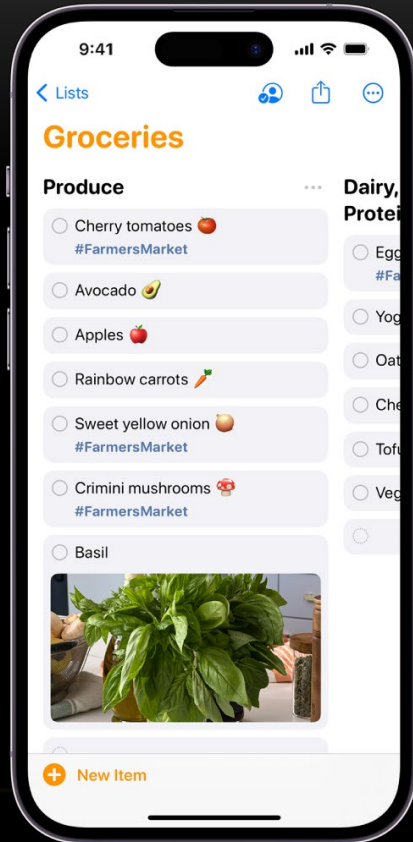 9:41
Lists
Groceries
Produce
Cherry tomatoes 🍅
#FarmersMarket
Avocado 🥑
Apples 🍎
Rainbow carrots 🥕
Sweet yellow onion 🧅
#FarmersMarket
Crimini mushrooms 🍄
#FarmersMarket
Basil
Dairy,
New Item